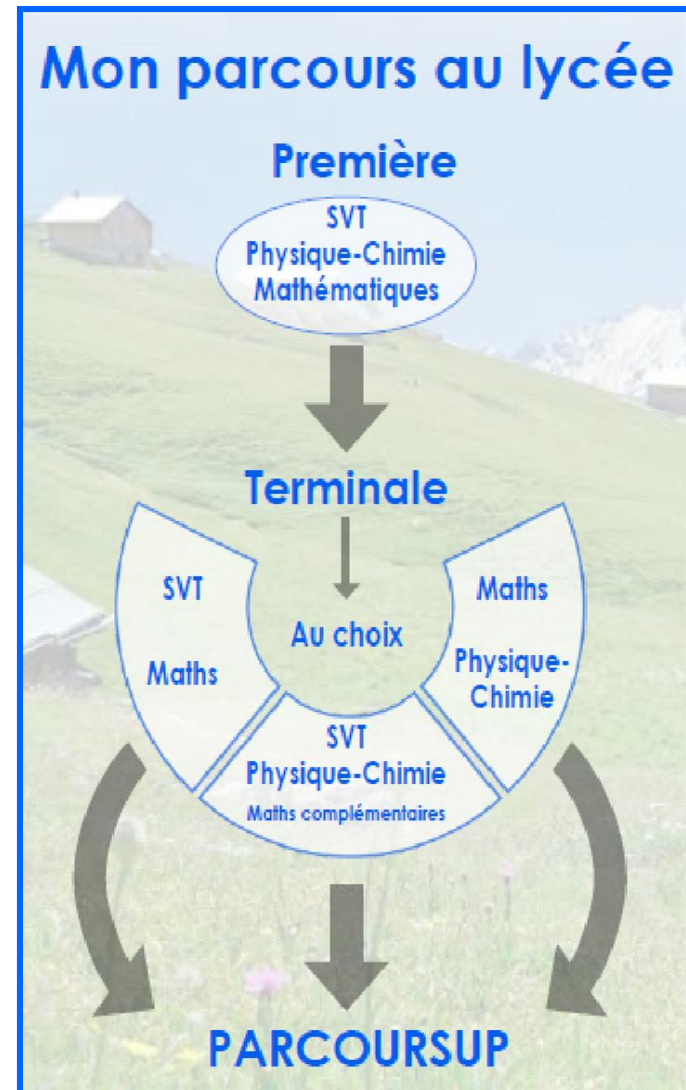 Mon parcours au lycée
Première
SVT
Physique-Chimie
Mathématiques
Terminale
Au choix
SVT
Maths
SVT
Physique-Chimie
Maths complémentaires
Maths
Physique-
Chimie
PARCOURSUP